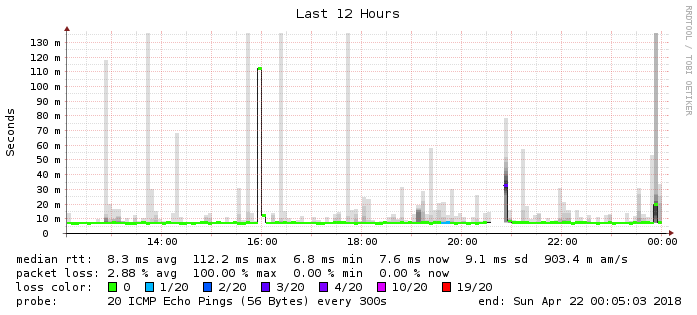 Last 12 Hours
RRDTOOL / TOBI OETIKER
Seconds
130 m
120 m
110 m
100 m
90 m
80 m
70 m
60 m
50 m
40 m
30 m
20 m
10 m
0
14:00 16:00 18:00 20:00 22:00 00:00
median rtt: 8.3 ms avg 112.2 ms max 6.8 ms min 7.6 ms now 9.1 ms sd 903.4 m am/s
packet loss: 2.88 % avg 100.00 % max 0.00 % min 0.00 % now
loss color: 0 1/20 2/20 3/20 4/20 10/20 19/20
probe: 20 ICMP Echo Pings (56 Bytes) every 300s end: Sun Apr 22 00:05:03 2018